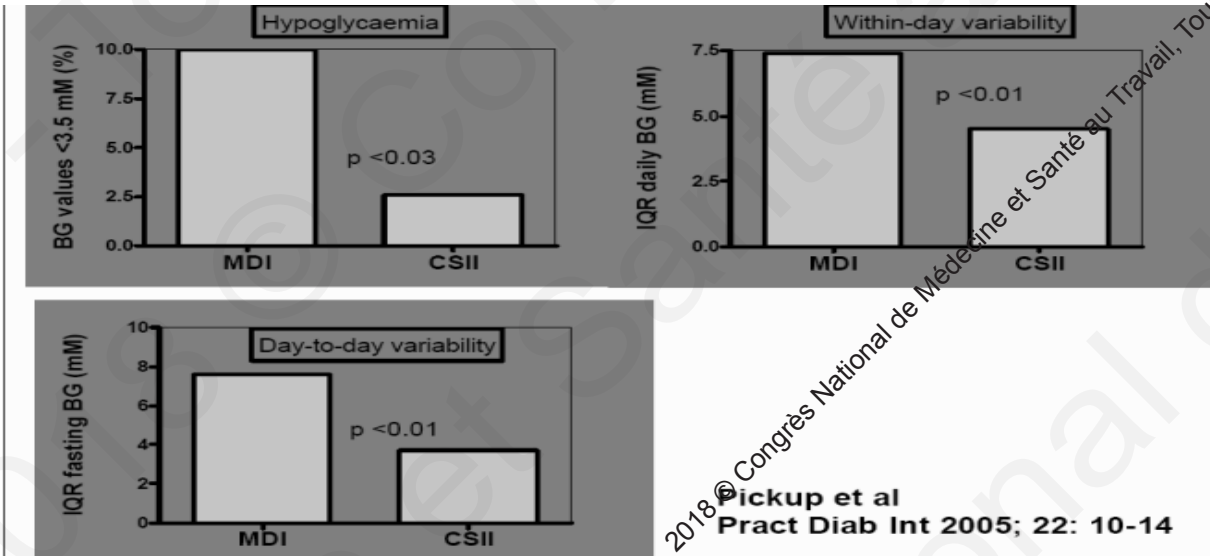 Hypoglycaemia
BG values <3.5 mM (%)
10.0
7.5
5.0
2.5
0.0
p <0.03
MDI
CSII
Within-day variability
IQR daily BG (mM)
7.5
5.0
2.5
0.0
p <0.01
MDI
CSII
Day-to-day variability
IQR fasting BG (mM)
10
8
6
4
2
0
p <0.01
MDI
CSII
2018 © Congrès National de Médecine et Santé au Travail,
Pickup et al
Pract Diab Int 2005; 22: 10-14